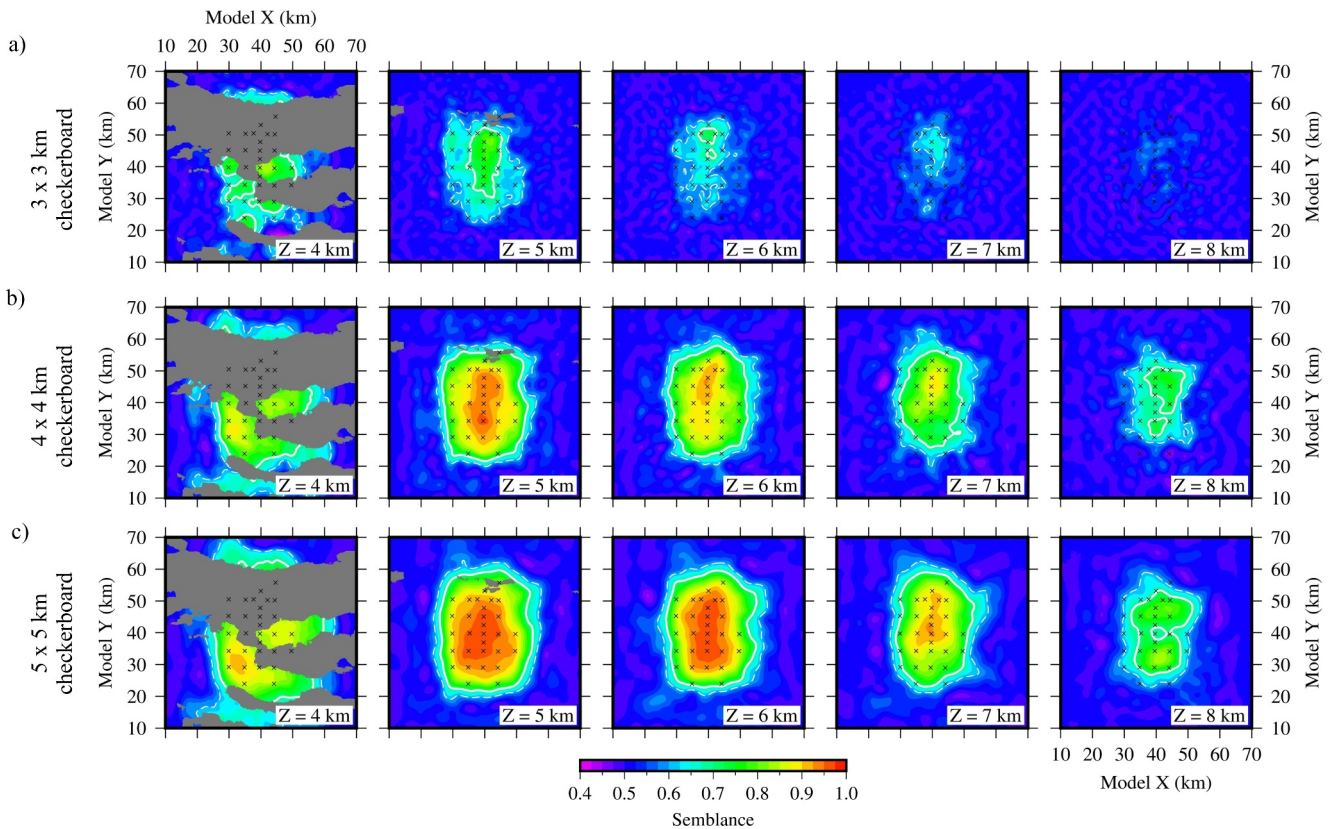 Model X (km)
10 20 30 40 50 60 70
a)
3 x 3 km
checkerboard
Model Y (km)
70
60
50
40
30
20
10
Z = 4 km
Z = 5 km
Z = 6 km
Z = 7 km
Z = 8 km
70
60
50
40
30
20
10
Model Y (km)
b)
4 x 4 km
checkerboard
Model Y (km)
70
60
50
40
30
20
10
Z = 4 km
Z = 5 km
Z = 6 km
Z = 7 km
Z = 8 km
70
60
50
40
30
20
10
Model Y (km)
c)
5 x 5 km
checkerboard
Model Y (km)
70
60
50
40
30
20
10
Z = 4 km
Z = 5 km
Z = 6 km
Z = 7 km
Z = 8 km
70
60
50
40
30
20
10
Model Y (km)
10 20 30 40 50 60 70
Model X (km)
0.4 0.5 0.6 0.7 0.8 0.9 1.0
Semblance